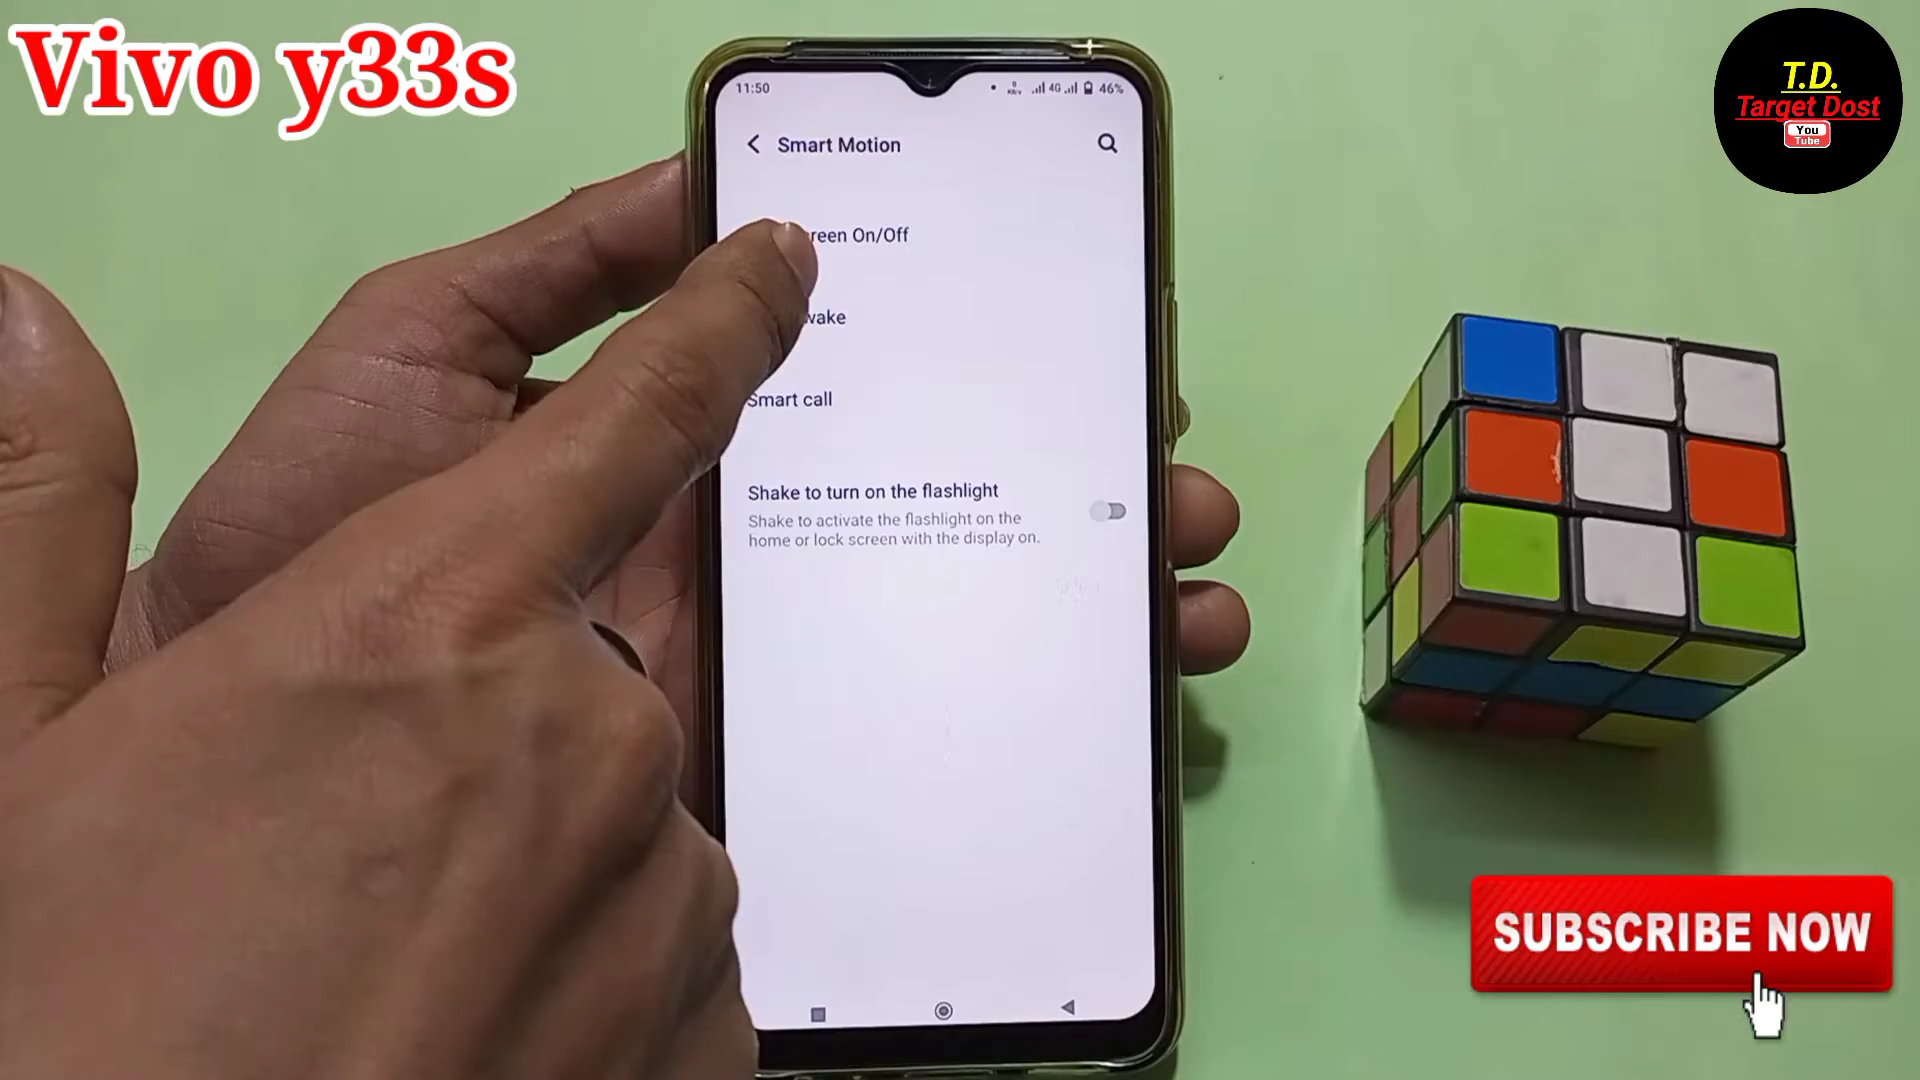 Vivo y33s
T.D.
Target Dost
You
Tube
11:50
4G
46%
Smart Motion
On/Off
Smart call
Shake to turn on the flashlight
Shake to activate the flashlight on the
home or lock screen with the display on.
SUBSCRIBE NOW